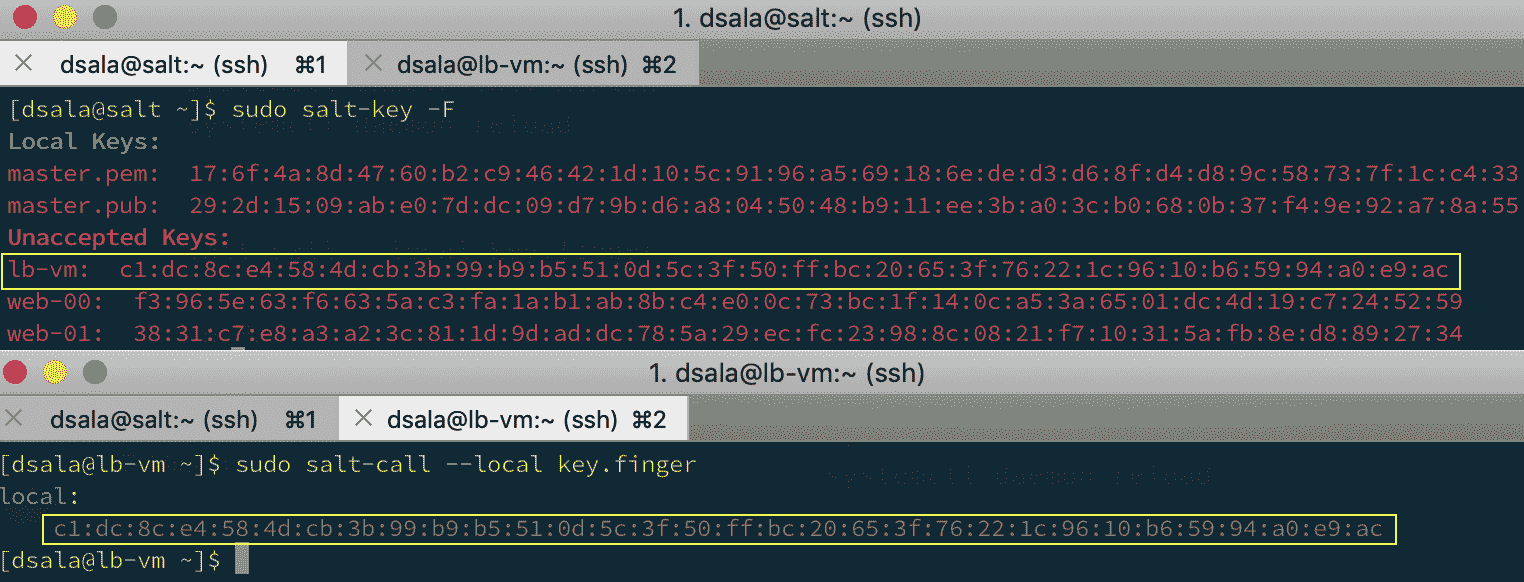 1. dsala@salt:~ (ssh)
× dsala@salt:~ (ssh) ⌘1 × dsala@lb-vm:~ (ssh) ⌘2
[dsala@salt ~]$ sudo salt-key -F
Local Keys:
master.pem: 17:6f:4a:8d:47:60:b2:c9:46:42:1d:10:5c:91:96:a5:69:18:6e:de:d3:d6:8f:d4:d8:9c:58:73:7f:1c:c4:33
master.pub: 29:2d:15:09:ab:e0:7d:dc:09:d7:9b:d6:a8:04:50:48:b9:11:ee:3b:a0:3c:b0:68:0b:37:f4:9e:92:a7:8a:55
Unaccepted Keys:
lb-vm: c1:dc:8c:e4:58:4d:cb:3b:99:b9:b5:51:0d:5c:3f:50:ff:bc:20:65:3f:76:22:1c:96:10:b6:59:94:a0:e9:ac
web-00: f3:96:5e:63:f6:63:5a:c3:fa:1a:b1:ab:8b:c4:e0:0c:73:bc:1f:14:0c:a5:3a:65:01:dc:4d:19:c7:24:52:59
web-01: 38:31:c7:e8:a3:a2:3c:81:1d:9d:ad:dc:78:5a:29:ec:fc:23:98:8c:08:21:f7:10:31:5a:fb:8e:d8:89:27:34
1. dsala@lb-vm:~ (ssh)
× dsala@salt:~ (ssh) ⌘1 × dsala@lb-vm:~ (ssh) ⌘2
[dsala@lb-vm ~]$ sudo salt-call --local key.finger
local:
c1:dc:8c:e4:58:4d:cb:3b:99:b9:b5:51:0d:5c:3f:50:ff:bc:20:65:3f:76:22:1c:96:10:b6:59:94:a0:e9:ac
[dsala@lb-vm ~]$